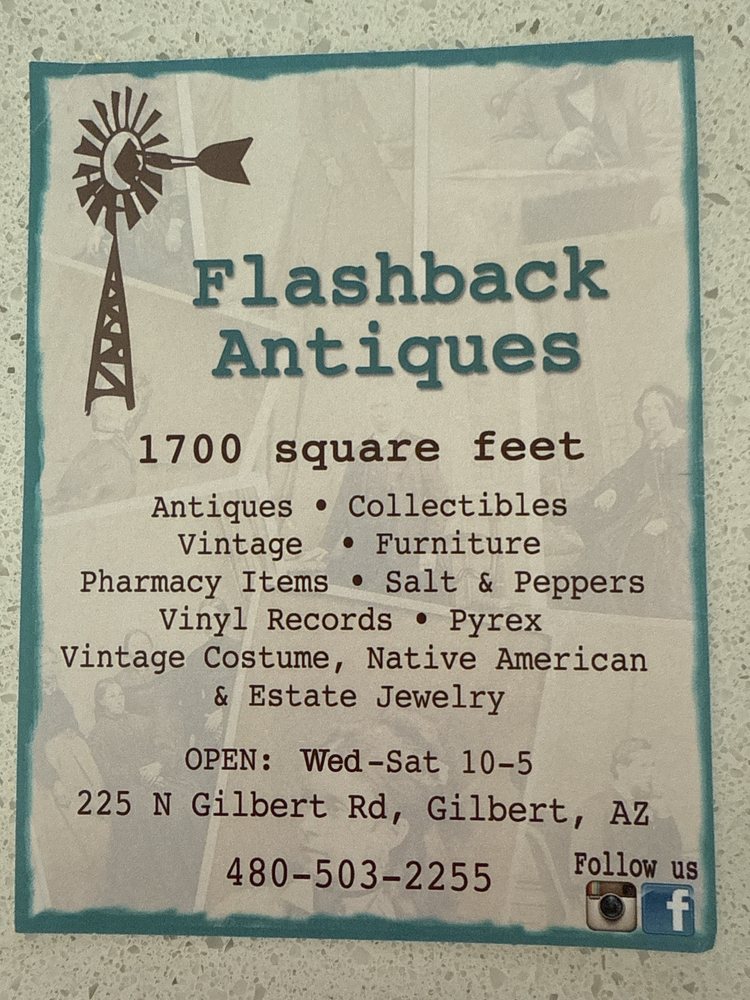 Flashback
Antiques
1700 square feet
Antiques • Collectibles
Vintage • Furniture
Pharmacy Items • Salt & Peppers
Vinyl Records • Pyrex
Vintage Costume, Native American
& Estate Jewelry
OPEN: Wed-Sat 10-5
225 N Gilbert Rd, Gilbert, AZ
480-503-2255
Follow us
f